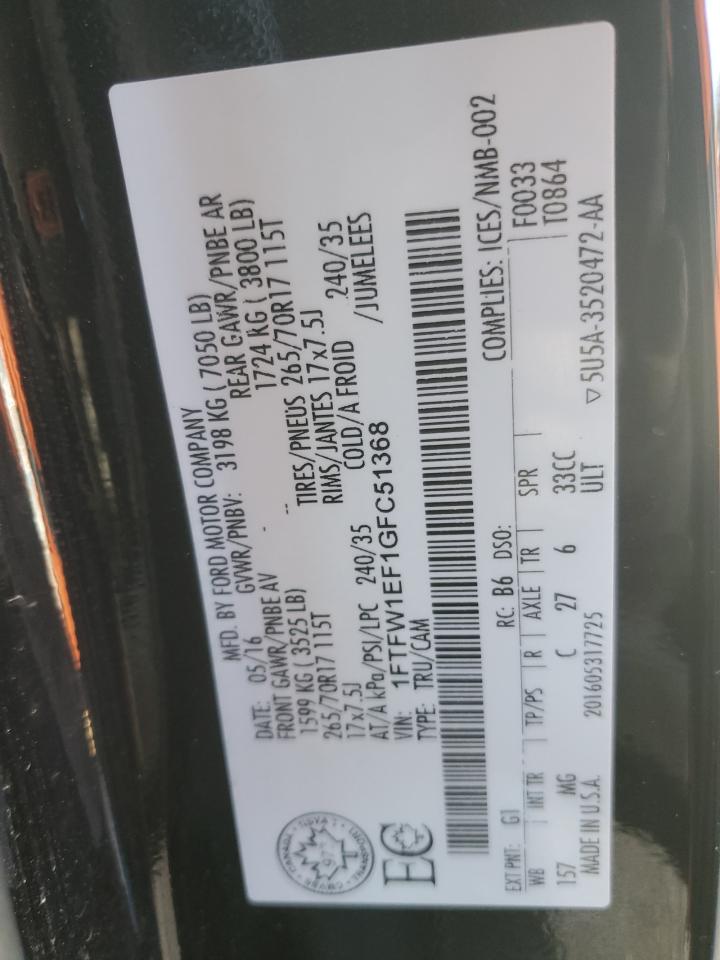 MFD. BY FORD MOTOR COMPANY
DATE: 05/16 GVWR/PNBV: 3198 KG ( 7050 LB)
FRONT GAWR/PNBE AV - REAR GAWR/PNBE AR
1599 KG ( 3525 LB) 1724 KG ( 3800 LB)
265/70R17 115T -- TIRES/PNEUS 265/70R17 115T
17x7.5J RIMS/JANTES 17x7.5J
AT/A kPa/PSI/LPC 240/35 COLD/A FROID 240/35
VIN: 1FTFW1EF1GFC51368 /JUMELEES
TYPE: TRU/CAM
CANADA
97
EC
COMPLIES: ICES/NMB-002
EXT PNT: G1 RC: B6 DSO: F0033
WB INT TR TP/PS R AXLE TR SPR T0864
157 MG C 27 6 33CC
ULT
MADE IN U.S.A. 201605317725 ▽ 5U5A-3520472-AA